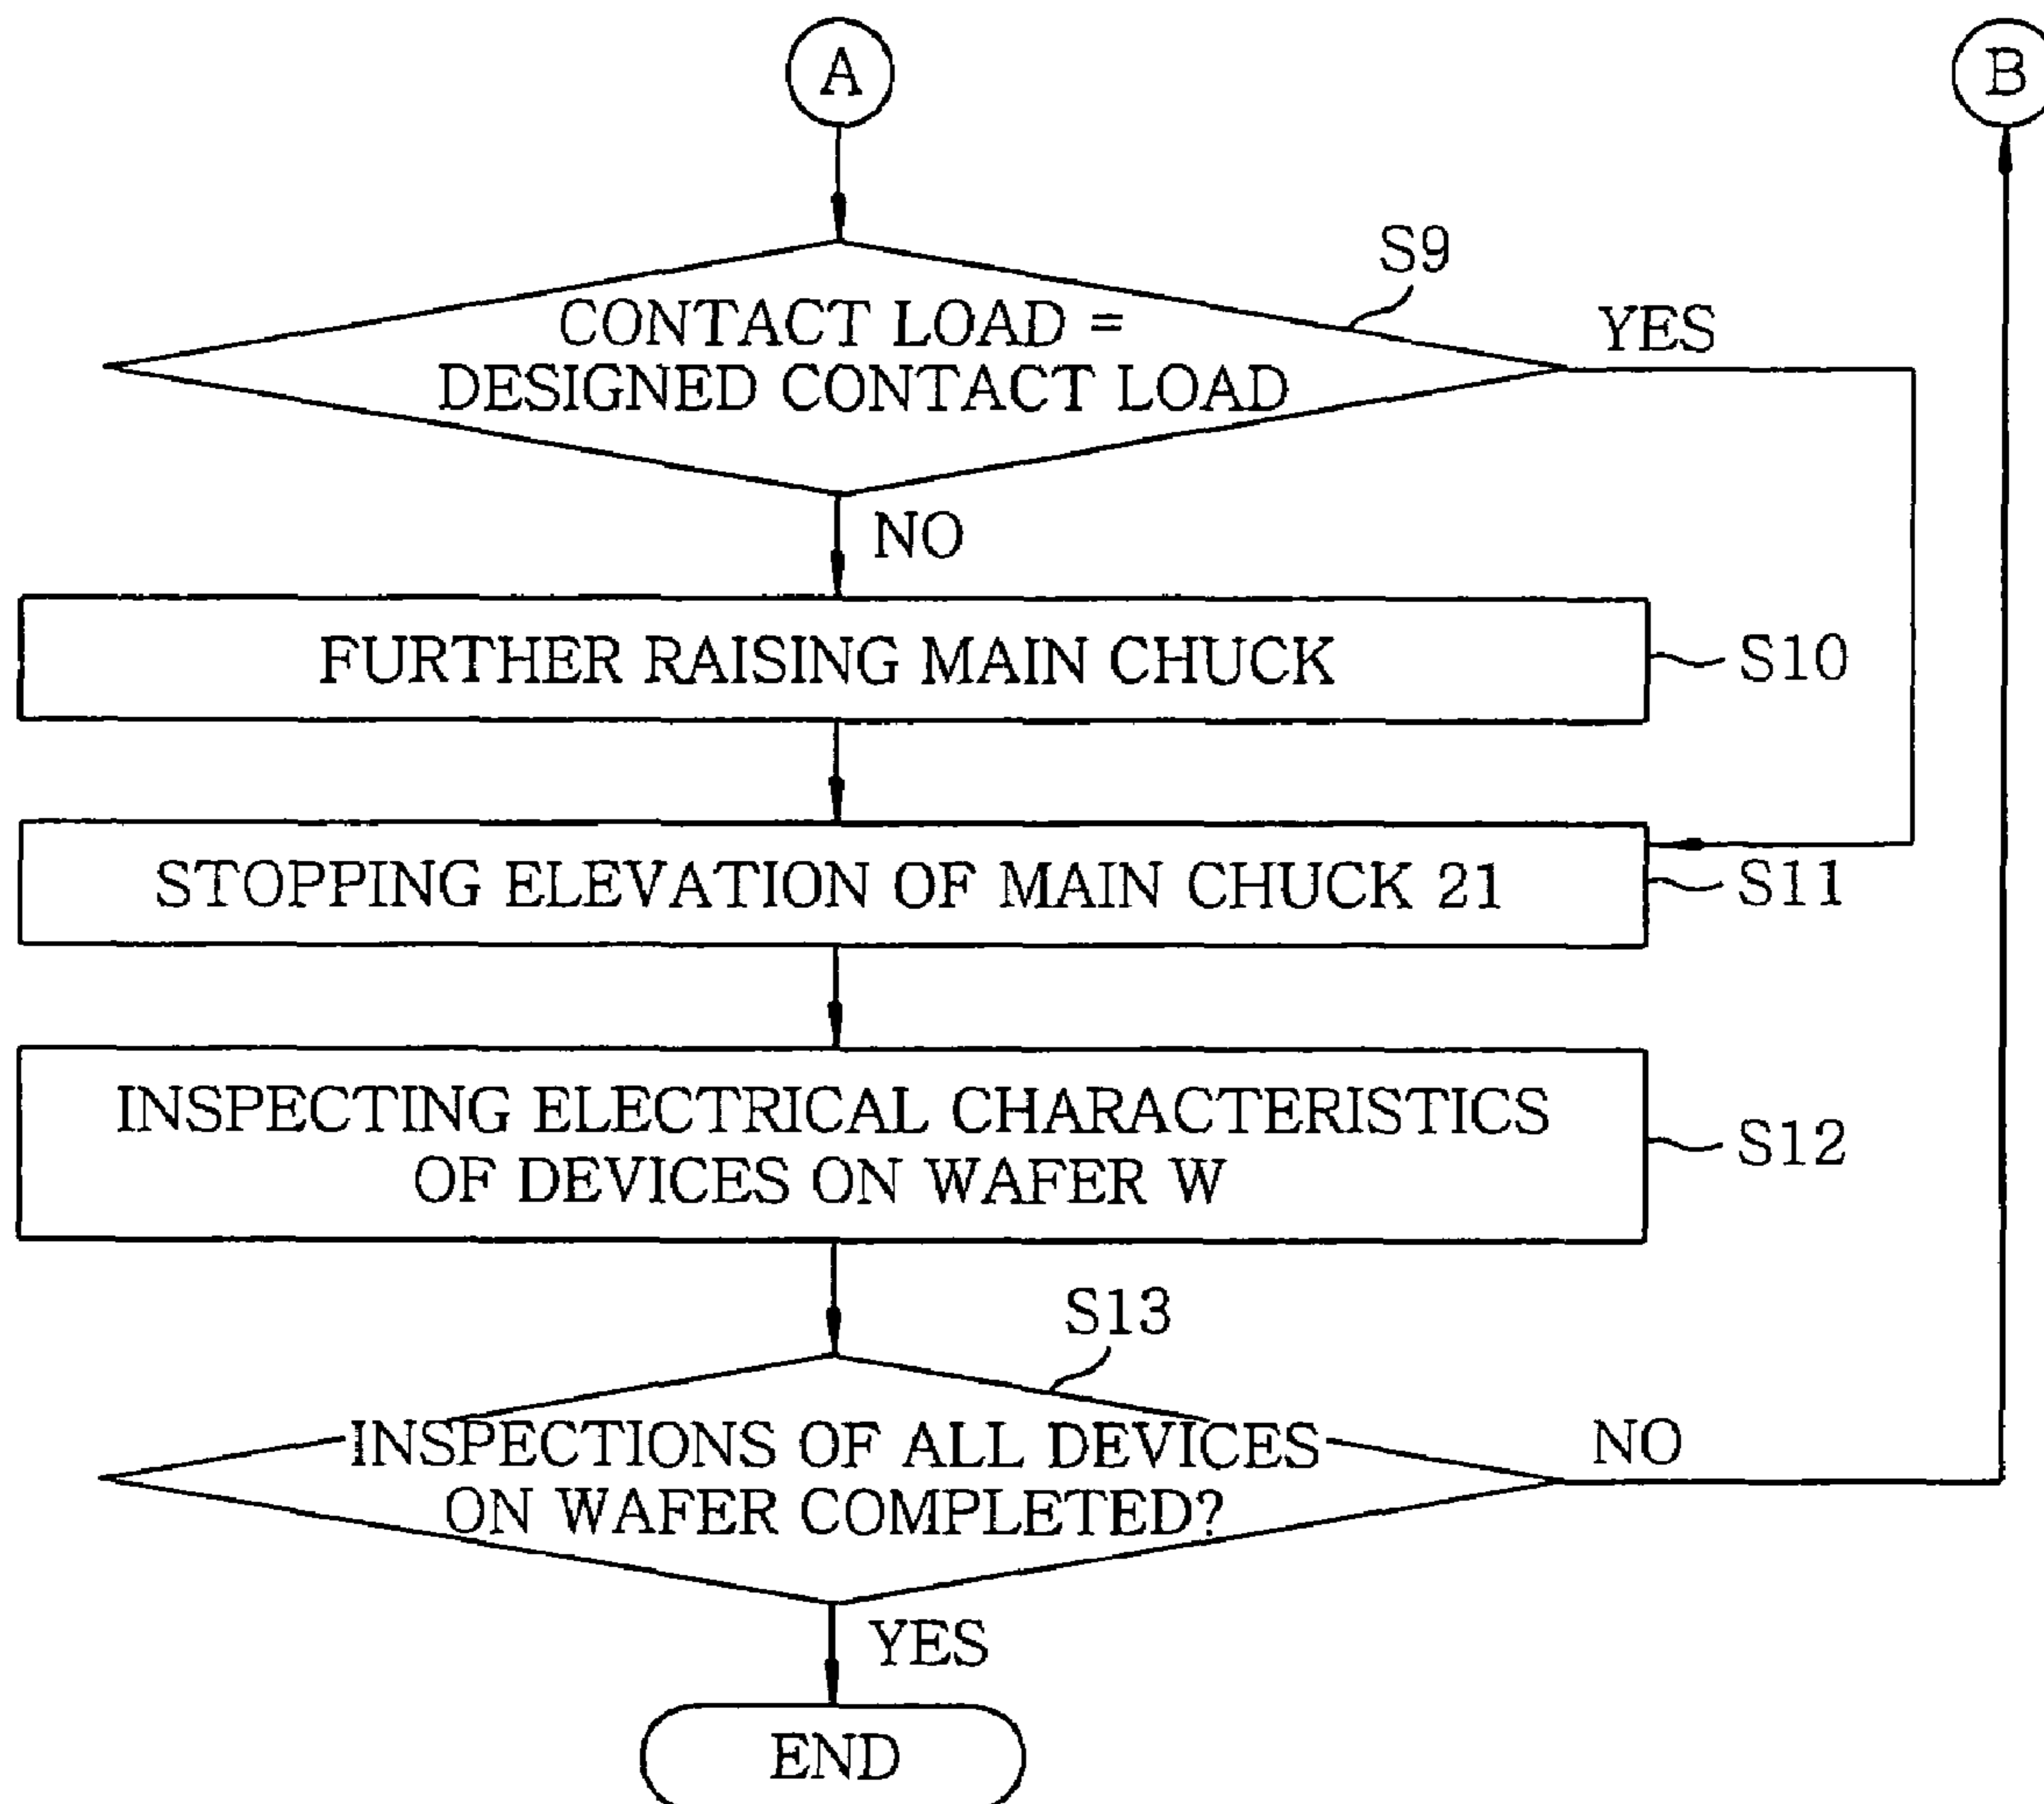 A
B
S9
CONTACT LOAD =
DESIGNED CONTACT LOAD
YES
NO
FURTHER RAISING MAIN CHUCK
S10
STOPPING ELEVATION OF MAIN CHUCK 21
S11
INSPECTING ELECTRICAL CHARACTERISTICS
OF DEVICES ON WAFER W
S12
S13
INSPECTIONS OF ALL DEVICES
ON WAFER COMPLETED?
NO
YES
END